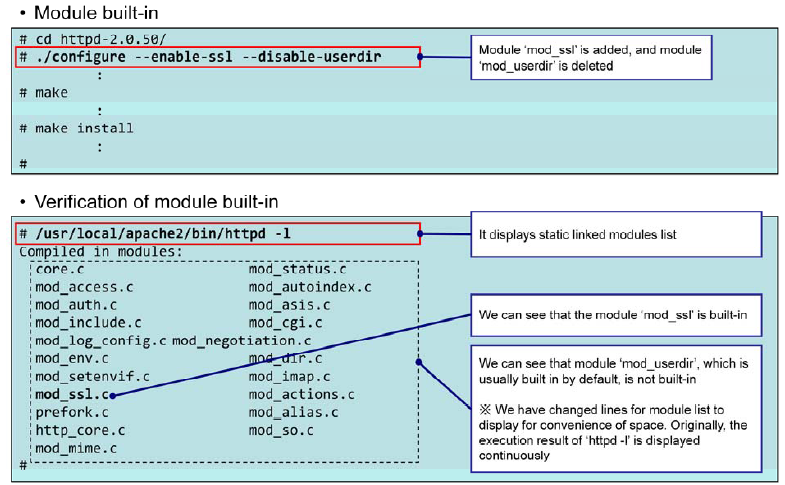 • Module built-in
# cd httpd-2.0.50/
# ./configure --enable-ssl --disable-userdir
:
# make
:
# make install
:
#
Module ‘mod_ssl’ is added, and module
‘mod_userdir’ is deleted
• Verification of module built-in
# /usr/local/apache2/bin/httpd -l
Compiled in modules:
core.c mod_status.c
mod_access.c mod_autoindex.c
mod_auth.c mod_asis.c
mod_include.c mod_cgi.c
mod_log_config.c mod_negotiation.c
mod_env.c mod_dir.c
mod_setenvif.c mod_imap.c
mod_ssl.c mod_actions.c
prefork.c mod_alias.c
http_core.c mod_so.c
mod_mime.c
#
It displays static linked modules list
We can see that the module ‘mod_ssl’ is built-in
We can see that module ‘mod_userdir’, which is
usually built in by default, is not built-in
※ We have changed lines for module list to
display for convenience of space. Originally, the
execution result of ‘httpd -l’ is displayed
continuously